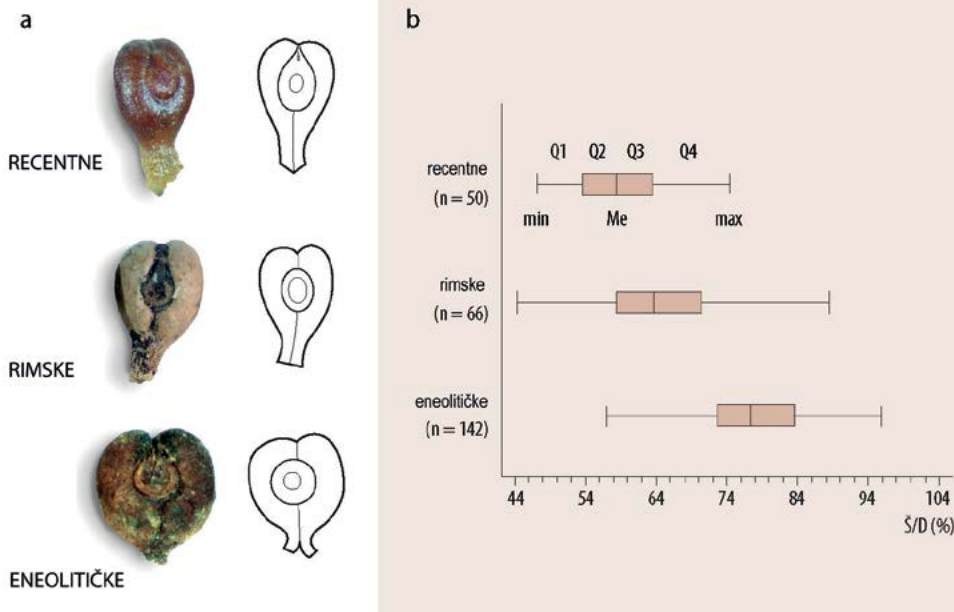 a
RECENTNE
RIMSKE
ENEOLITIČKE
b
Q1 Q2 Q3 Q4
recentne
(n = 50)
min Me max
rimske
(n = 66)
eneolitičke
(n = 142)
44 54 64 74 84 94 104
Š/D (%)